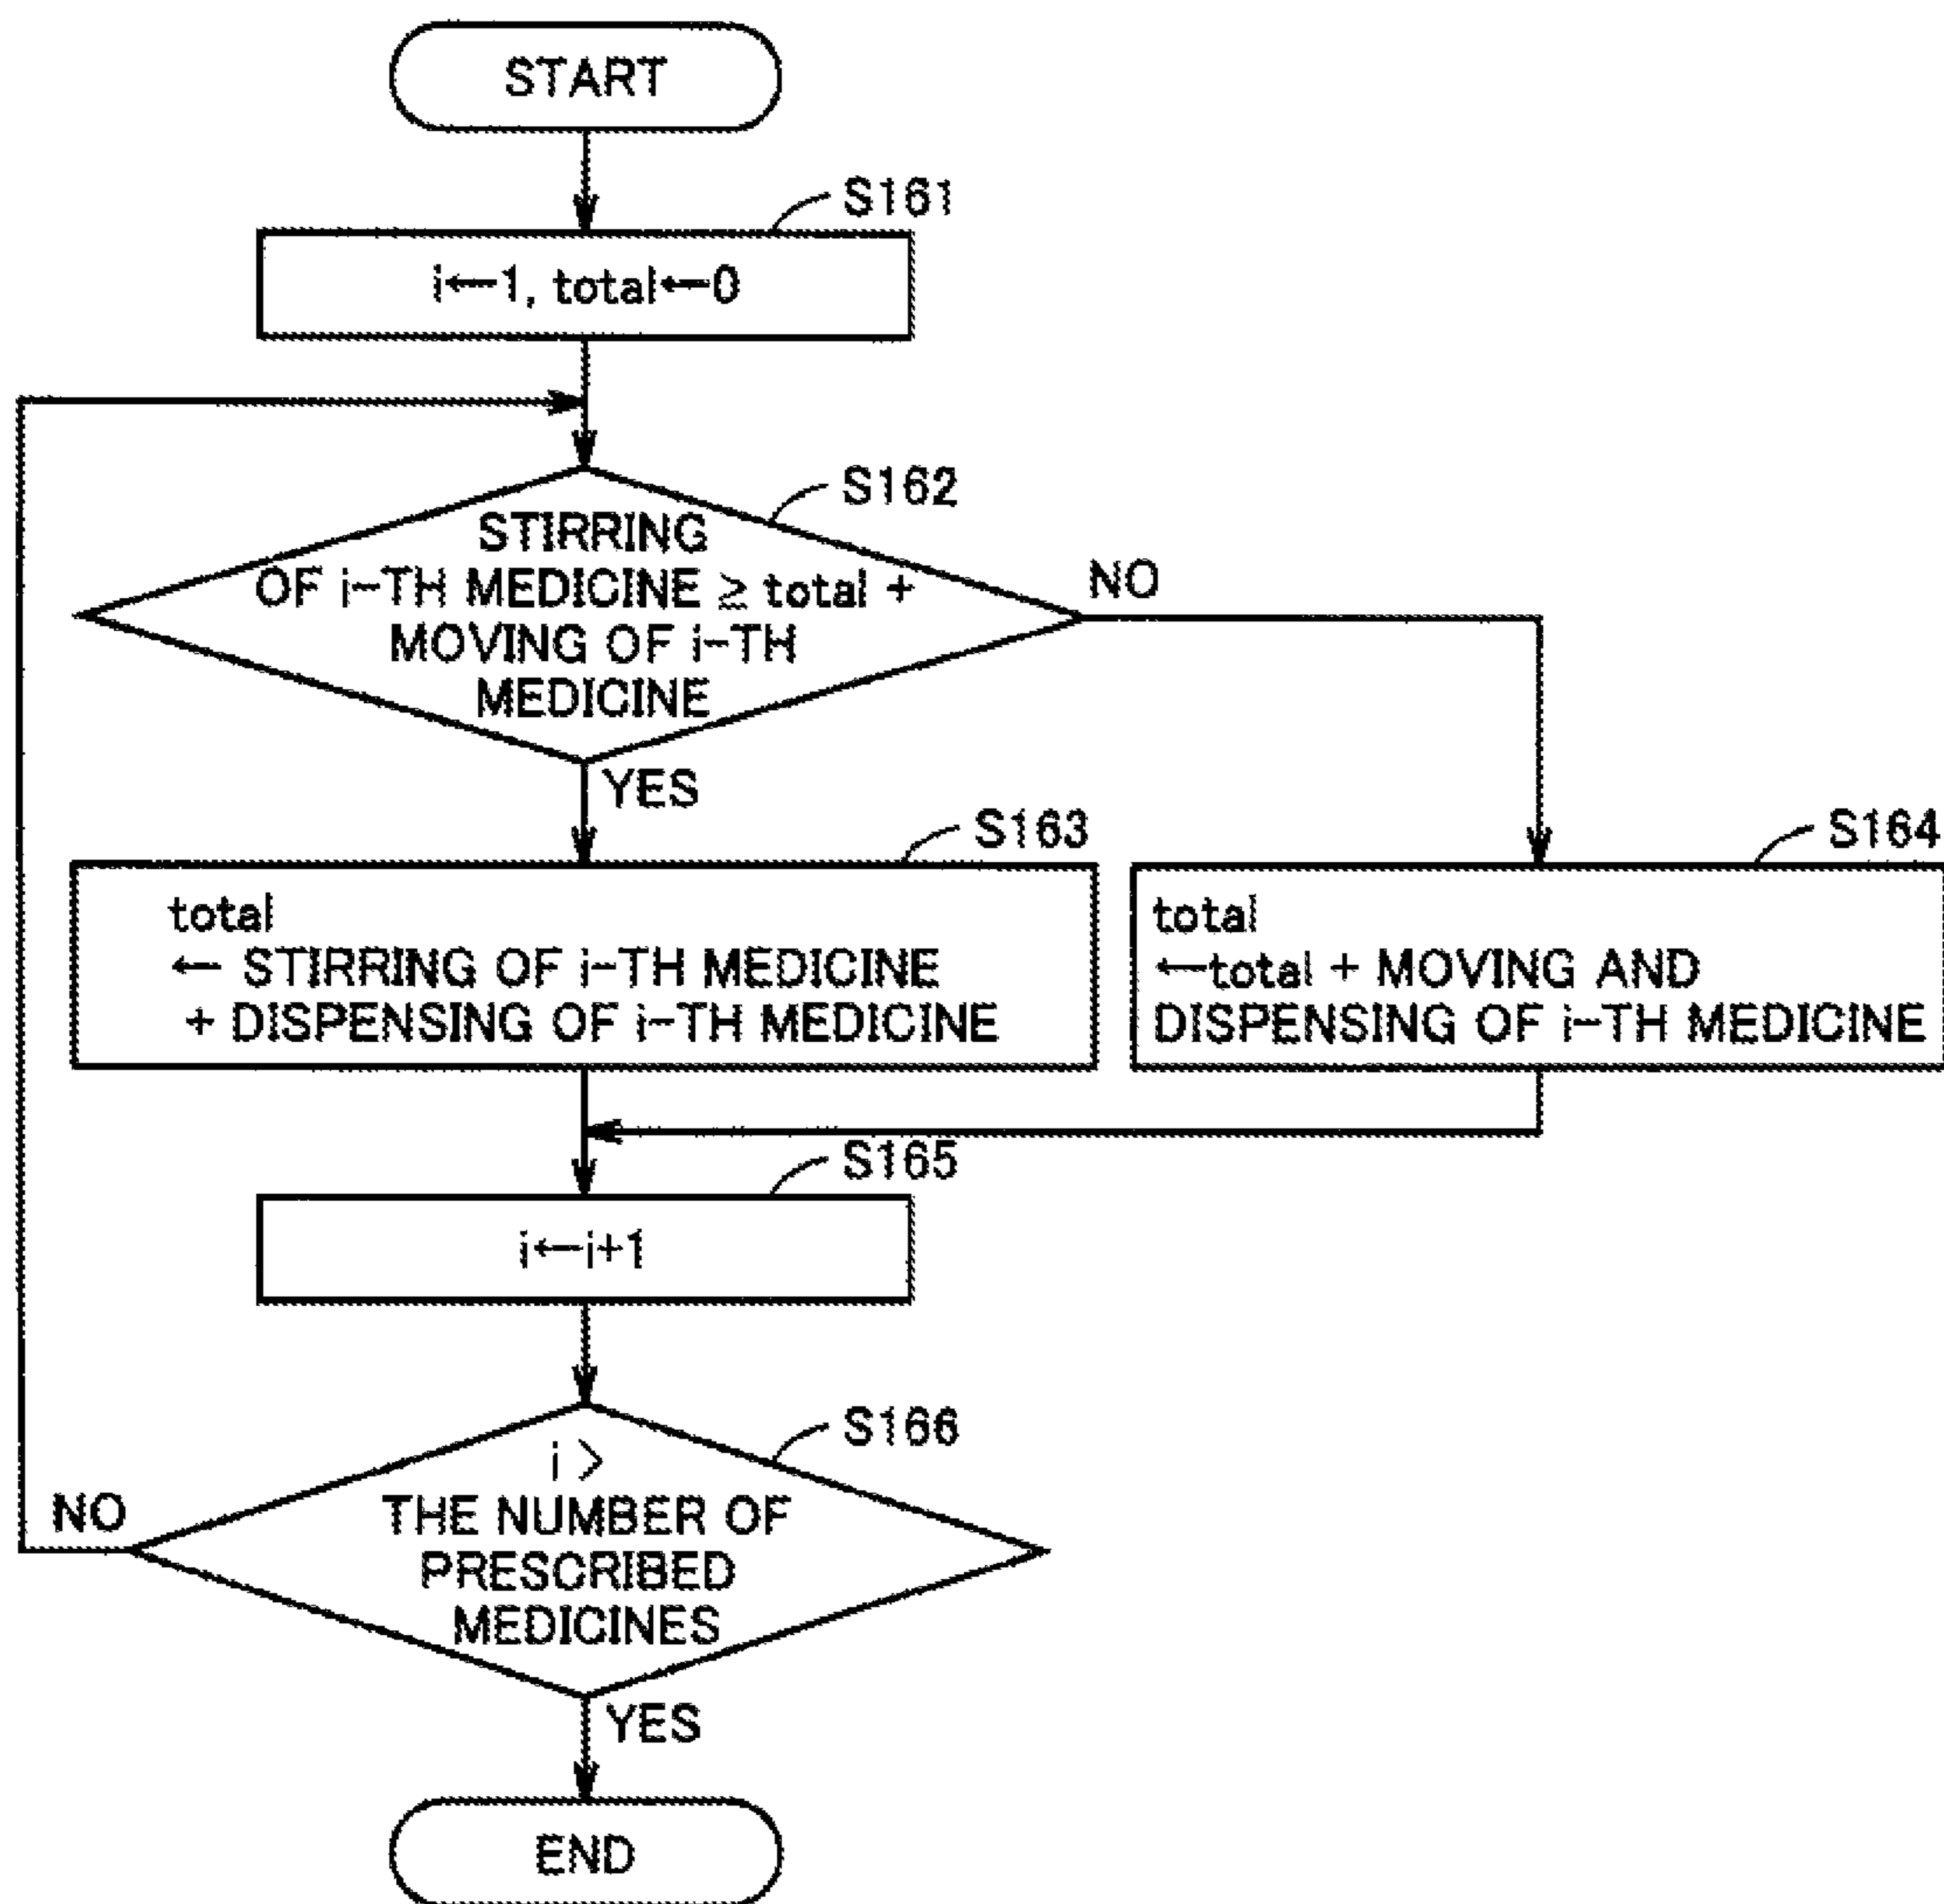 START
S161
i←1, total←0
S162
STIRRING
OF i-TH MEDICINE ≧ total +
MOVING OF i-TH
MEDICINE
NO
YES
S163
total
← STIRRING OF i-TH MEDICINE
+ DISPENSING OF i-TH MEDICINE
S164
total
←total + MOVING AND
DISPENSING OF i-TH MEDICINE
S165
i←i+1
S166
i >
THE NUMBER OF
PRESCRIBED
MEDICINES
NO
YES
END